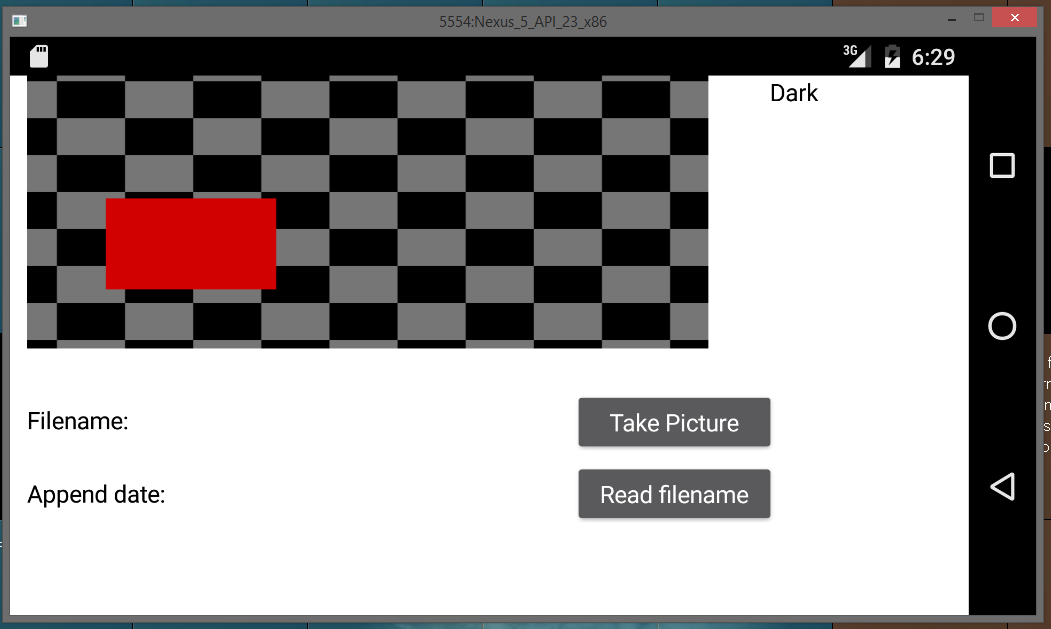 5554:Nexus_5_API_23_x86
3G 6:29
Dark
Filename:
Take Picture
Append date:
Read filename